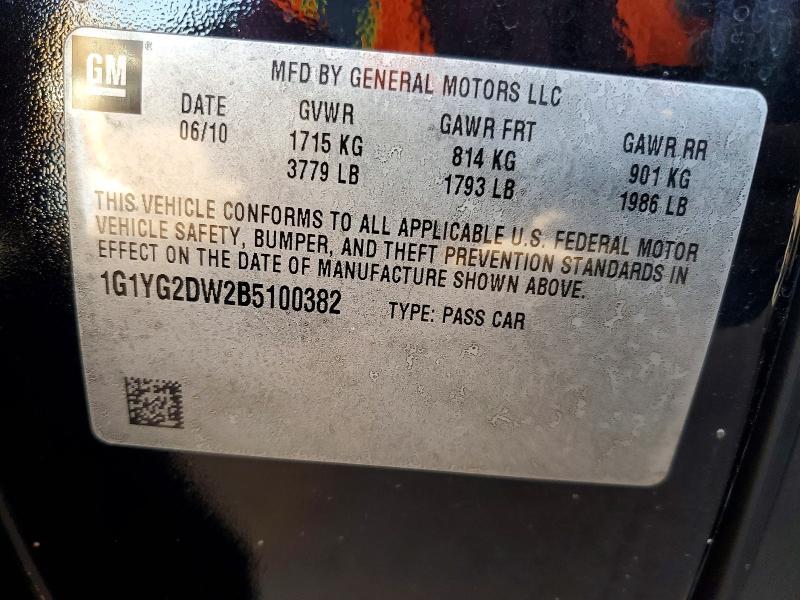 GM
MFD BY GENERAL MOTORS LLC
DATE GVWR GAWR FRT GAWR RR
06/10 1715 KG 814 KG 901 KG
3779 LB 1793 LB 1986 LB
THIS VEHICLE CONFORMS TO ALL APPLICABLE U.S. FEDERAL MOTOR
VEHICLE SAFETY, BUMPER, AND THEFT PREVENTION STANDARDS IN
EFFECT ON THE DATE OF MANUFACTURE SHOWN ABOVE.
1G1YG2DW2B5100382 TYPE: PASS CAR